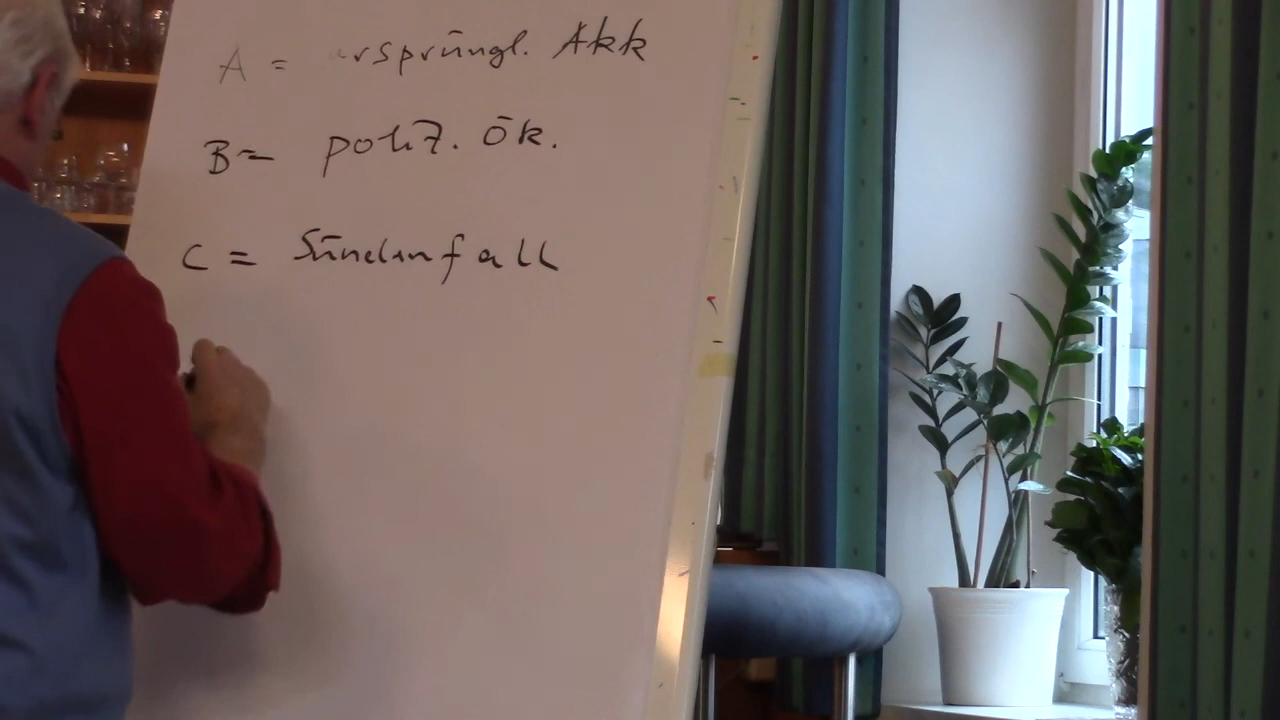 A = ursprüngl. Akk
B = polit. Ök.
C = Sündenfall